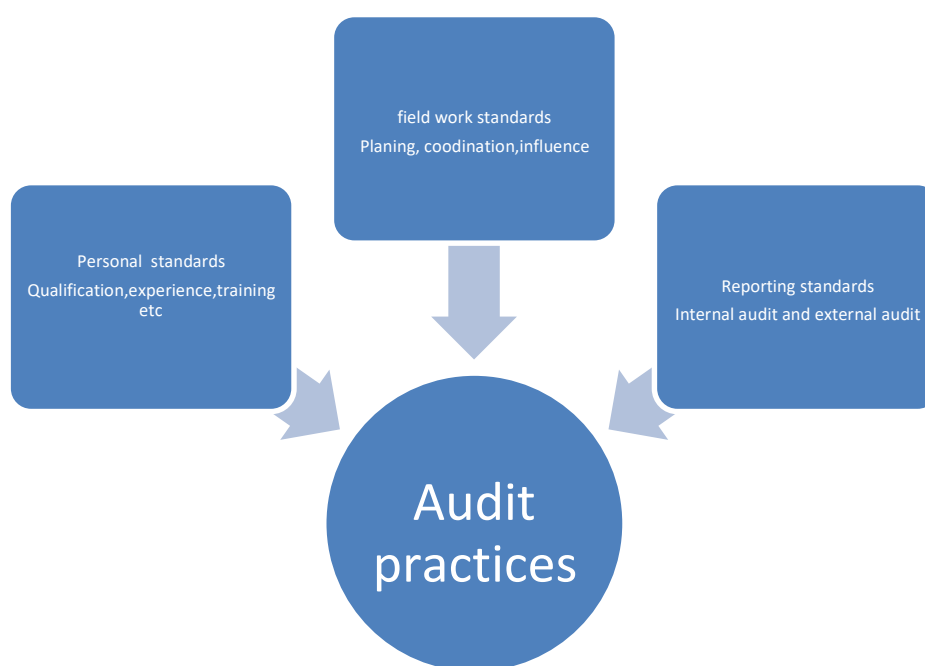 field work standards
Planing, coodination,influence
Personal  standards
Qualification,experience,training
etc
Reporting standards
Internal audit and external audit
Audit
practices